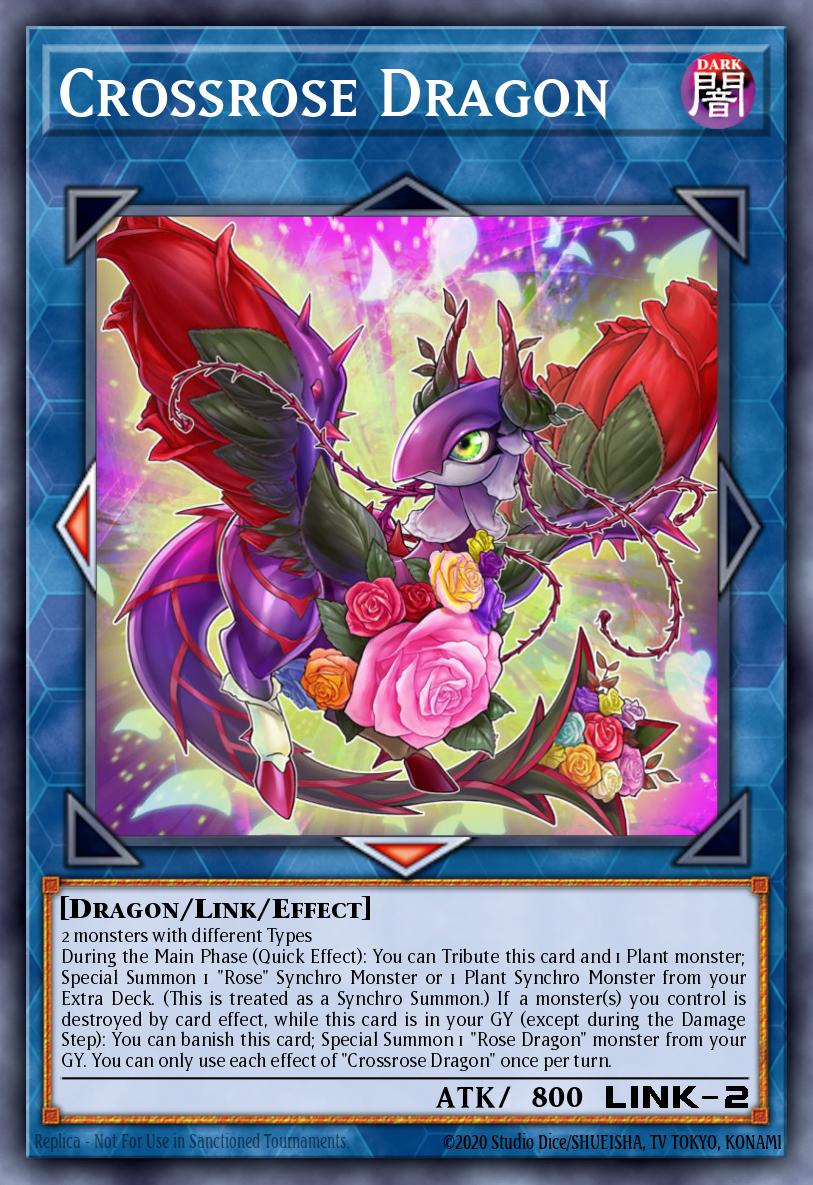 Crossrose Dragon
DARK
闇
[Dragon/Link/Effect]
2 monsters with different Types
During the Main Phase (Quick Effect): You can Tribute this card and 1 Plant monster;
Special Summon 1 "Rose" Synchro Monster or 1 Plant Synchro Monster from your
Extra Deck. (This is treated as a Synchro Summon.) If a monster(s) you control is
destroyed by card effect, while this card is in your GY (except during the Damage
Step): You can banish this card; Special Summon 1 "Rose Dragon" monster from your
GY. You can only use each effect of "Crossrose Dragon" once per turn.
ATK/ 800 LINK-2
Replica - Not For Use in Sanctioned Tournaments.
©2020 Studio Dice/SHUEISHA, TV TOKYO, KONAMI